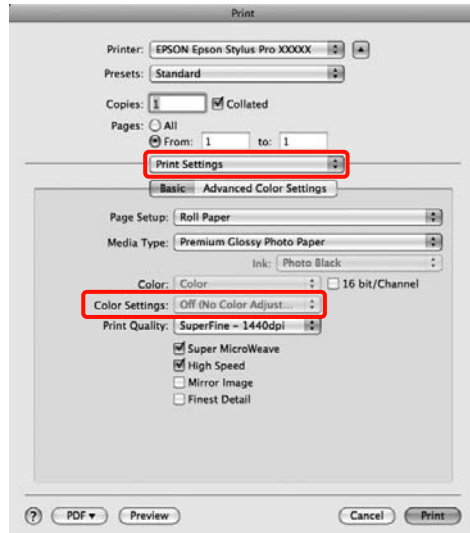 Print
Printer: EPSON Epson Stylus Pro XXXXX
Presets: Standard
Copies: 1 Collated
Pages: All
From: 1 to: 1
Print Settings
Basic Advanced Color Settings
Page Setup: Roll Paper
Media Type: Premium Glossy Photo Paper
Ink: Photo Black
Color: Color 16 bit/Channel
Color Settings: Off (No Color Adjust...
Print Quality: SuperFine – 1440dpi
Super MicroWeave
High Speed
Mirror Image
Finest Detail
? PDF Preview Cancel Print